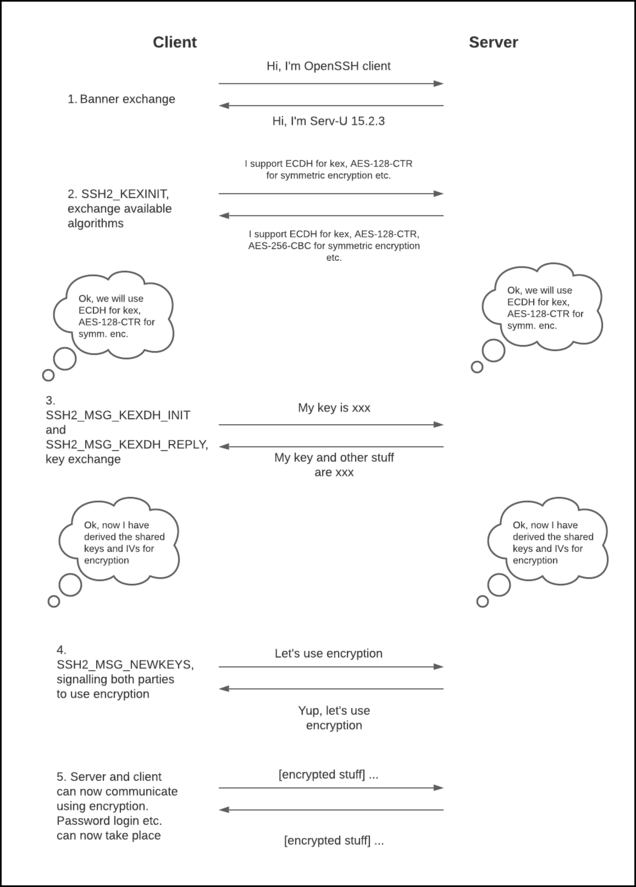 Client
Server
Hi, I'm OpenSSH client
1. Banner exchange
Hi, I'm Serv-U 15.2.3
I support ECDH for kex, AES-128-CTR
for symmetric encryption etc.
2. SSH2_KEXINIT,
exchange available
algorithms
I support ECDH for kex, AES-128-CTR,
AES-256-CBC for symmetric encryption
etc.
Ok, we will use
ECDH for kex,
AES-128-CTR for
symm. enc.
Ok, we will use
ECDH for kex,
AES-128-CTR for
symm. enc.
3.
SSH2_MSG_KEXDH_INIT
and
SSH2_MSG_KEXDH_REPLY,
key exchange
My key is xxx
My key and other stuff
are xxx
Ok, now I have
derived the shared
keys and IVs for
encryption
Ok, now I have
derived the shared
keys and IVs for
encryption
4.
SSH2_MSG_NEWKEYS,
signalling both parties
to use encryption
Let's use encryption
Yup, let's use
encryption
5. Server and client
can now communicate
using encryption.
Password login etc.
can now take place
[encrypted stuff] ...
[encrypted stuff] ...